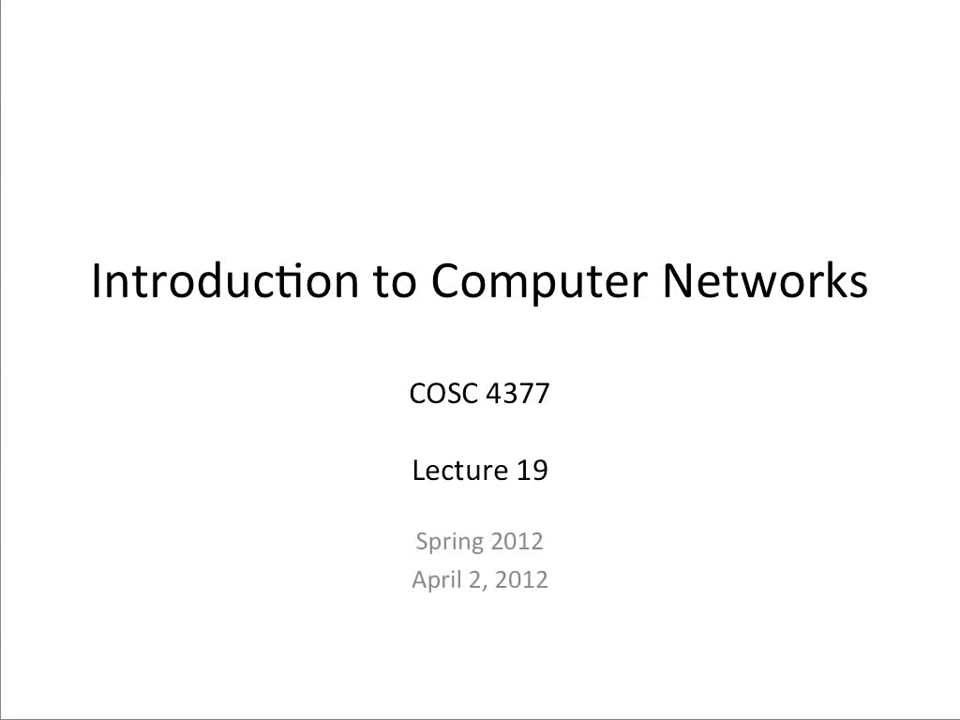 Introduction to Computer Networks
COSC 4377
Lecture 19
Spring 2012
April 2, 2012